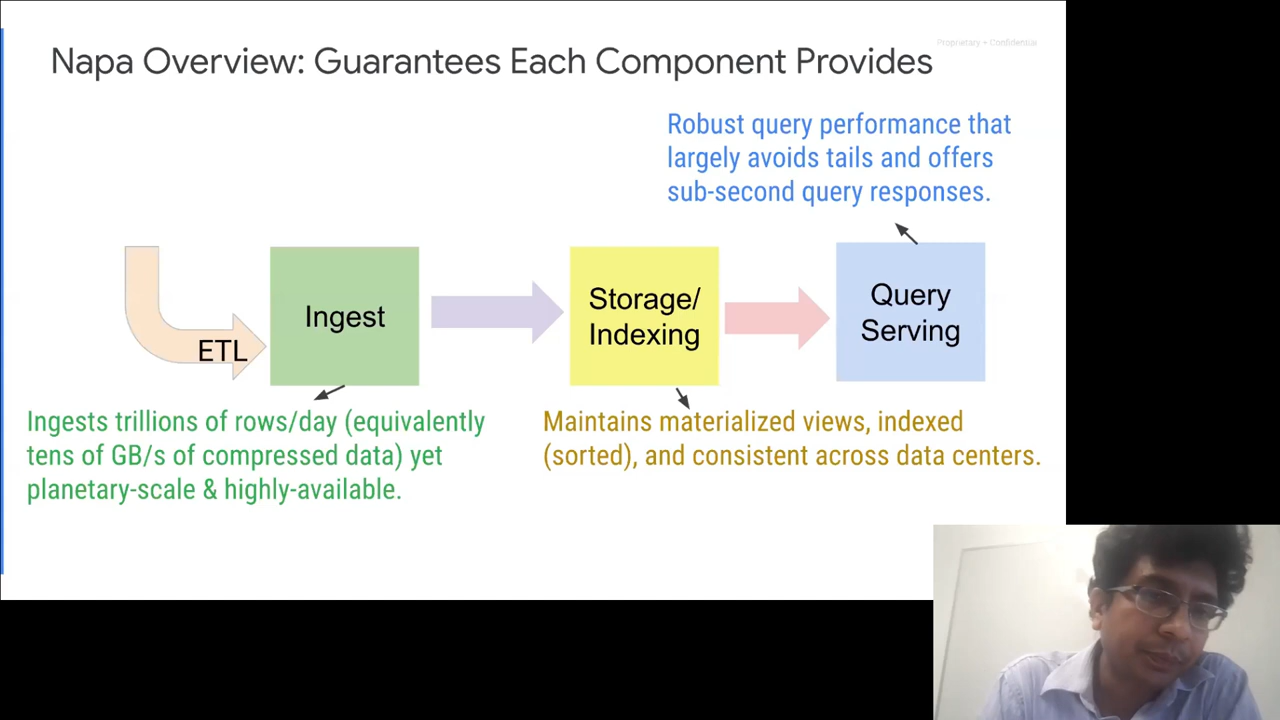 Proprietary + Confidential
Napa Overview: Guarantees Each Component Provides
Robust query performance that
largely avoids tails and offers
sub-second query responses.
ETL
Ingest
Storage/
Indexing
Query
Serving
Ingests trillions of rows/day (equivalently
tens of GB/s of compressed data) yet
planetary-scale & highly-available.
Maintains materialized views, indexed
(sorted), and consistent across data centers.